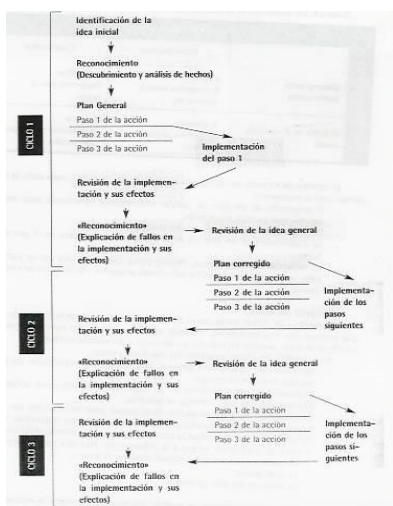 Identificación de la
idea inicial
Reconocimiento
(Descubrimiento y análisis de hechos)
Plan General
CICLO 1
Paso 1 de la acción
Paso 2 de la acción
Paso 3 de la acción
Implementación
del paso 1
Revisión de la implemen-
tación y sus efectos
«Reconocimiento»
(Explicación de fallos en
la implementación y sus
efectos)
Revisión de la idea general
Plan corregido
Paso 1 de la acción
Paso 2 de la acción
Paso 3 de la acción
Implementa-
ción de los
pasos
siguientes
CICLO 2
Revisión de la implemen-
tación y sus efectos
«Reconocimiento»
(Explicación de fallos en
la implementación y sus
efectos)
Revisión de la idea general
Plan corregido
Paso 1 de la acción
Paso 2 de la acción
Paso 3 de la acción
Implementa-
ción de los
pasos si-
guientes
CICLO 3
Revisión de la implemen-
tación y sus efectos
«Reconocimiento»
(Explicación de fallos en
la implementación y sus
efectos)